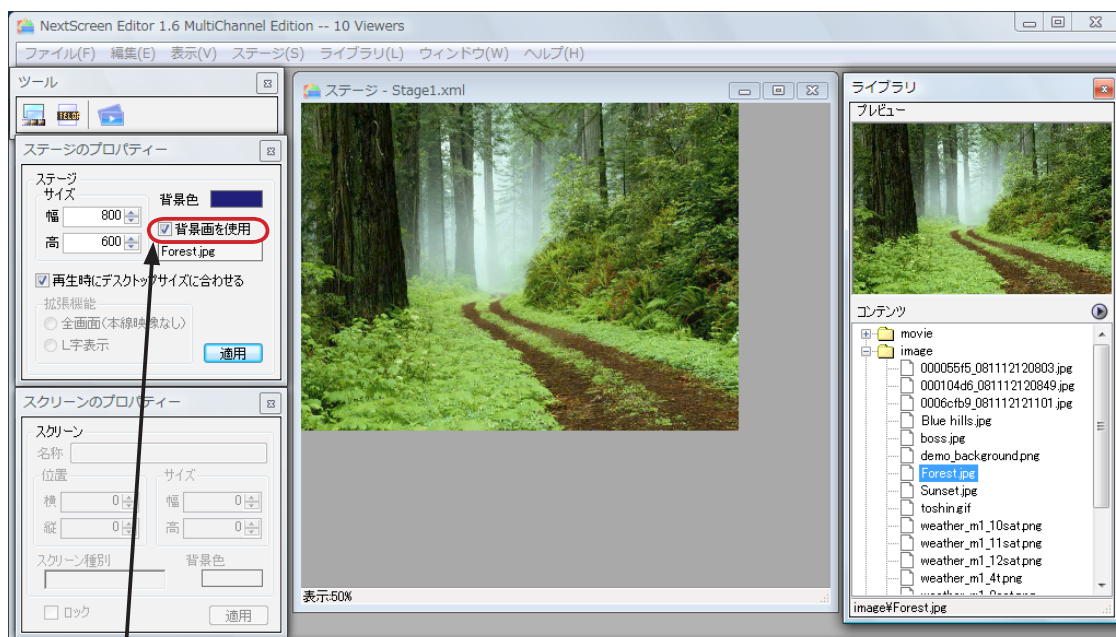 NextScreen Editor 1.6 MultiChannel Edition -- 10 Viewers
ファイル(F) 編集(E) 表示(V) ステージ(S) ライブラリ(L) ウィンドウ(W) ヘルプ(H)
ツール
ステージのプロパティー
ステージ
サイズ
幅 800
高 600
背景色
背景画を使用
Forest.jpg
再生時にデスクトップサイズに合わせる
拡張機能
全画面(本線映像なし)
L字表示
適用
スクリーンのプロパティー
スクリーン
名称
位置
横 0
縦 0
サイズ
幅 0
高 0
スクリーン種別
背景色
ロック
適用
ステージ - Stage1.xml
表示:50%
ライブラリ
プレビュー
コンテンツ
movie
image
000055f5_081112120803.jpg
000104d6_081112120849.jpg
0006cfb9_081112121101.jpg
Blue hills.jpg
boss.jpg
demo_background.png
Forest.jpg
Sunset.jpg
toshin.gif
weather_m1_10sat.png
weather_m1_11sat.png
weather_m1_12sat.png
weather_m1_4t.png
image¥Forest.jpg